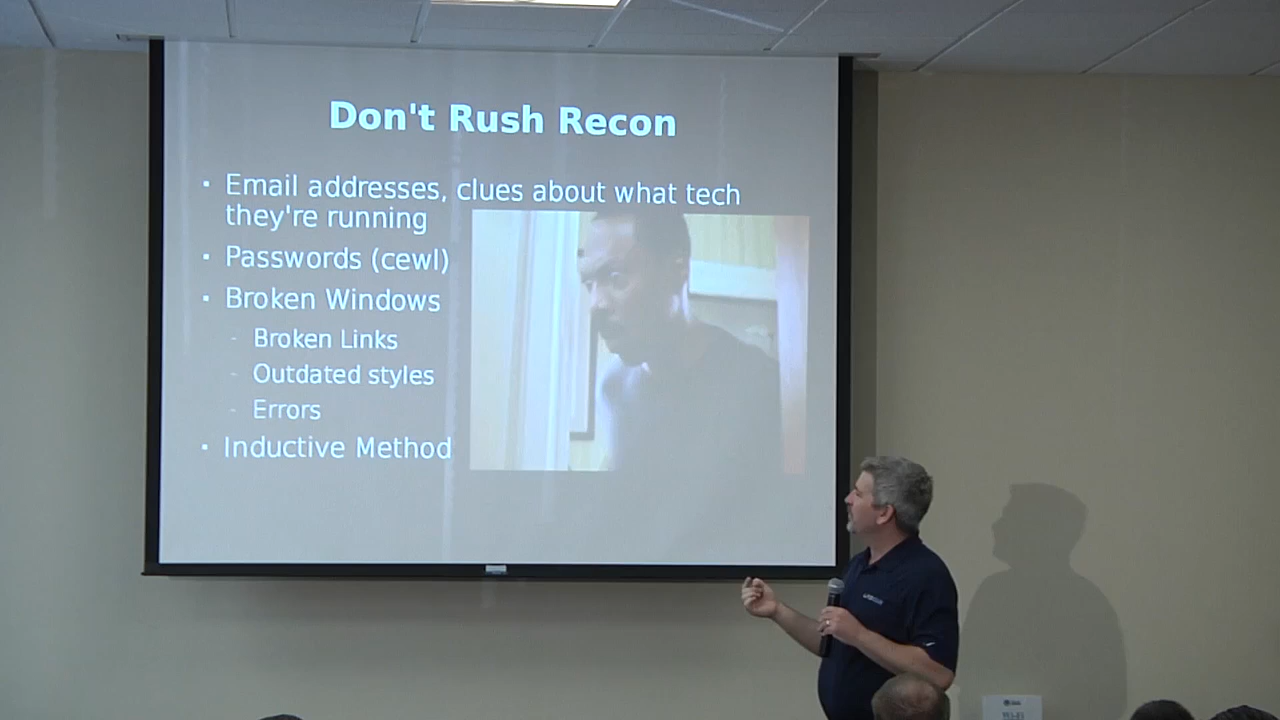 Don't Rush Recon
· Email addresses, clues about what tech
they're running
· Passwords (cewl)
· Broken Windows
- Broken Links
- Outdated styles
- Errors
· Inductive Method